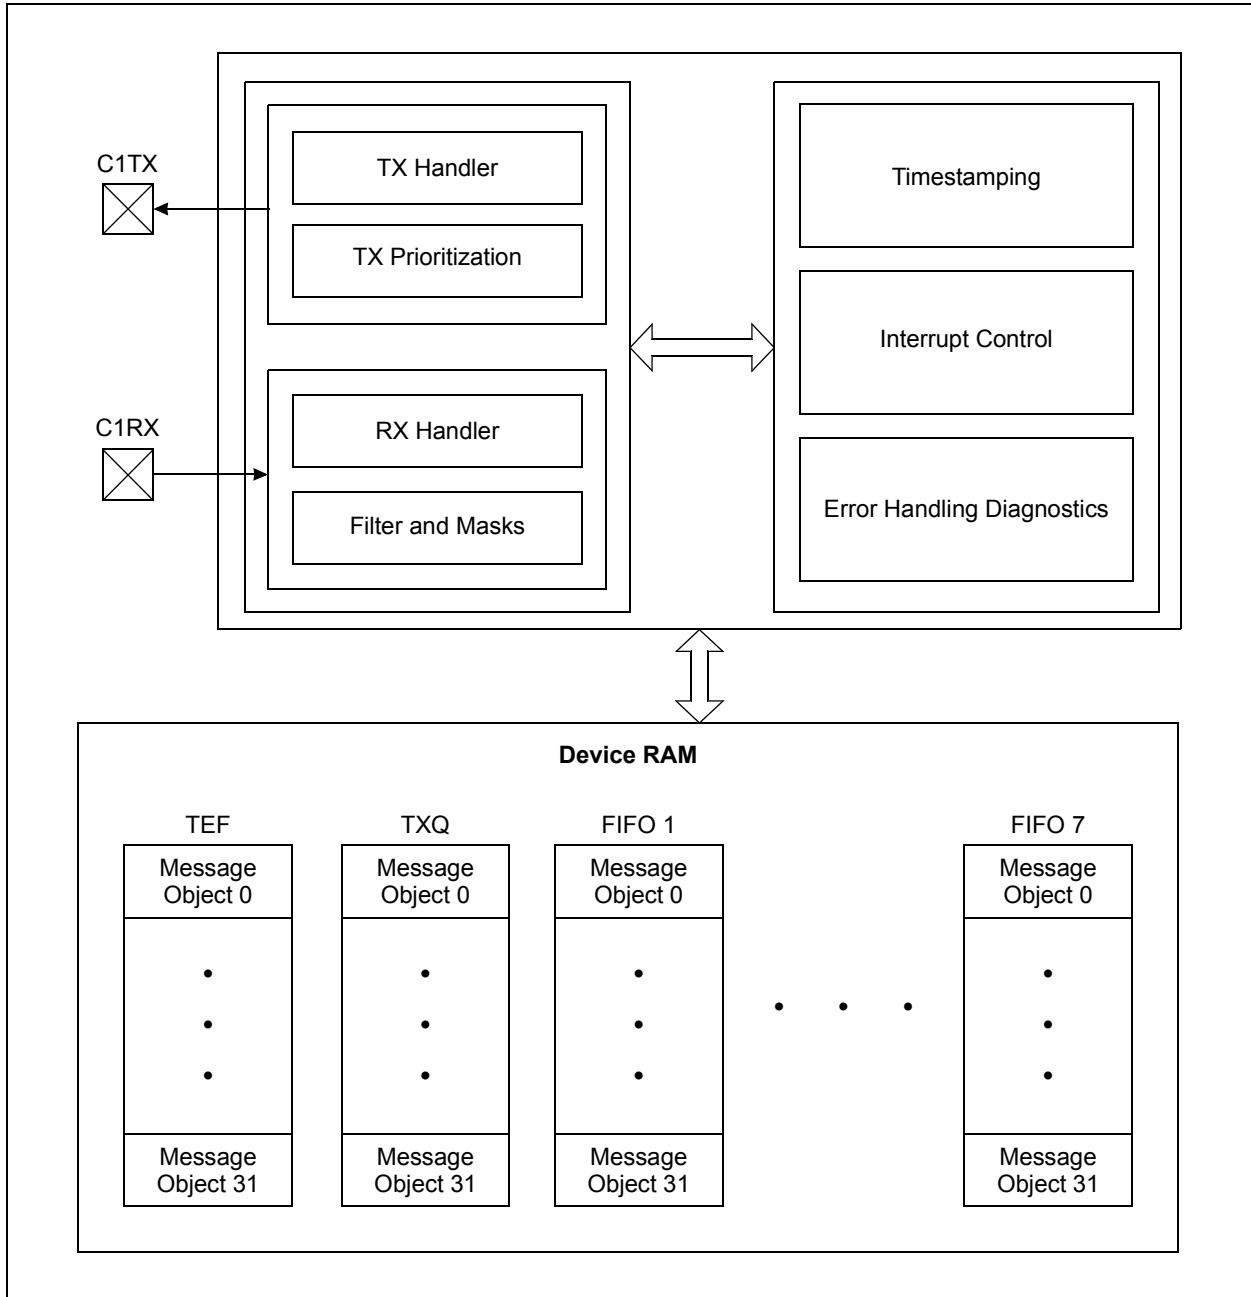 C1TX
TX Handler
TX Prioritization
C1RX
RX Handler
Filter and Masks
Timestamping
Interrupt Control
Error Handling Diagnostics
Device RAM
TEF
TXQ
FIFO 1
FIFO 7
Message
Object 0
Message
Object 0
Message
Object 0
Message
Object 0
Message
Object 31
Message
Object 31
Message
Object 31
Message
Object 31